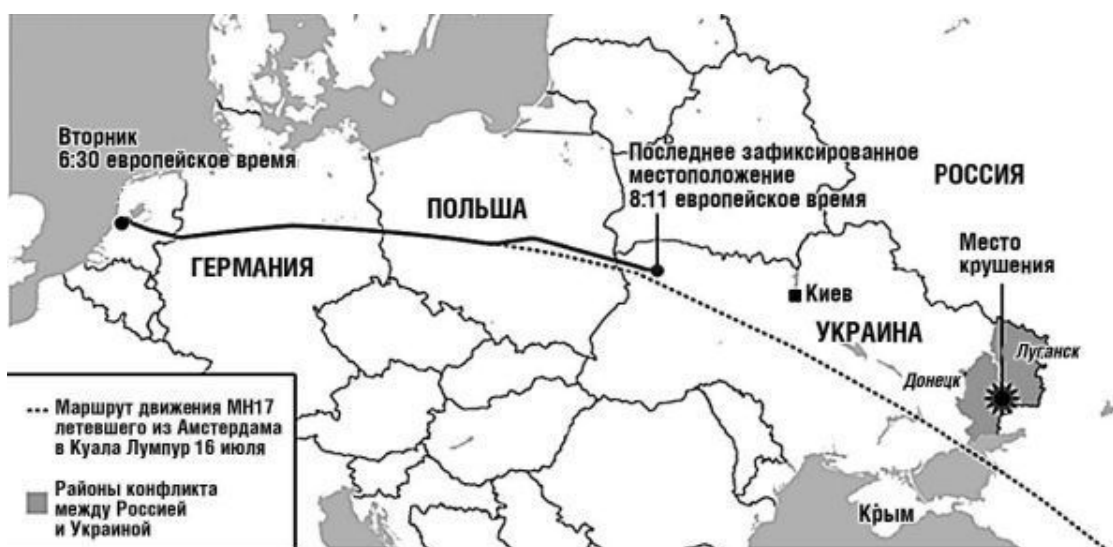 Вторник
6:30 европейское время
Последнее зафиксированное
местоположение
8:11 европейское время
РОССИЯ
ПОЛЬША
ГЕРМАНИЯ
Место
крушения
Киев
УКРАИНА
Луганск
Донецк
Крым
Маршрут движения МН17
летевшего из Амстердама
в Куала Лумпур 16 июля
Районы конфликта
между Россией
и Украиной